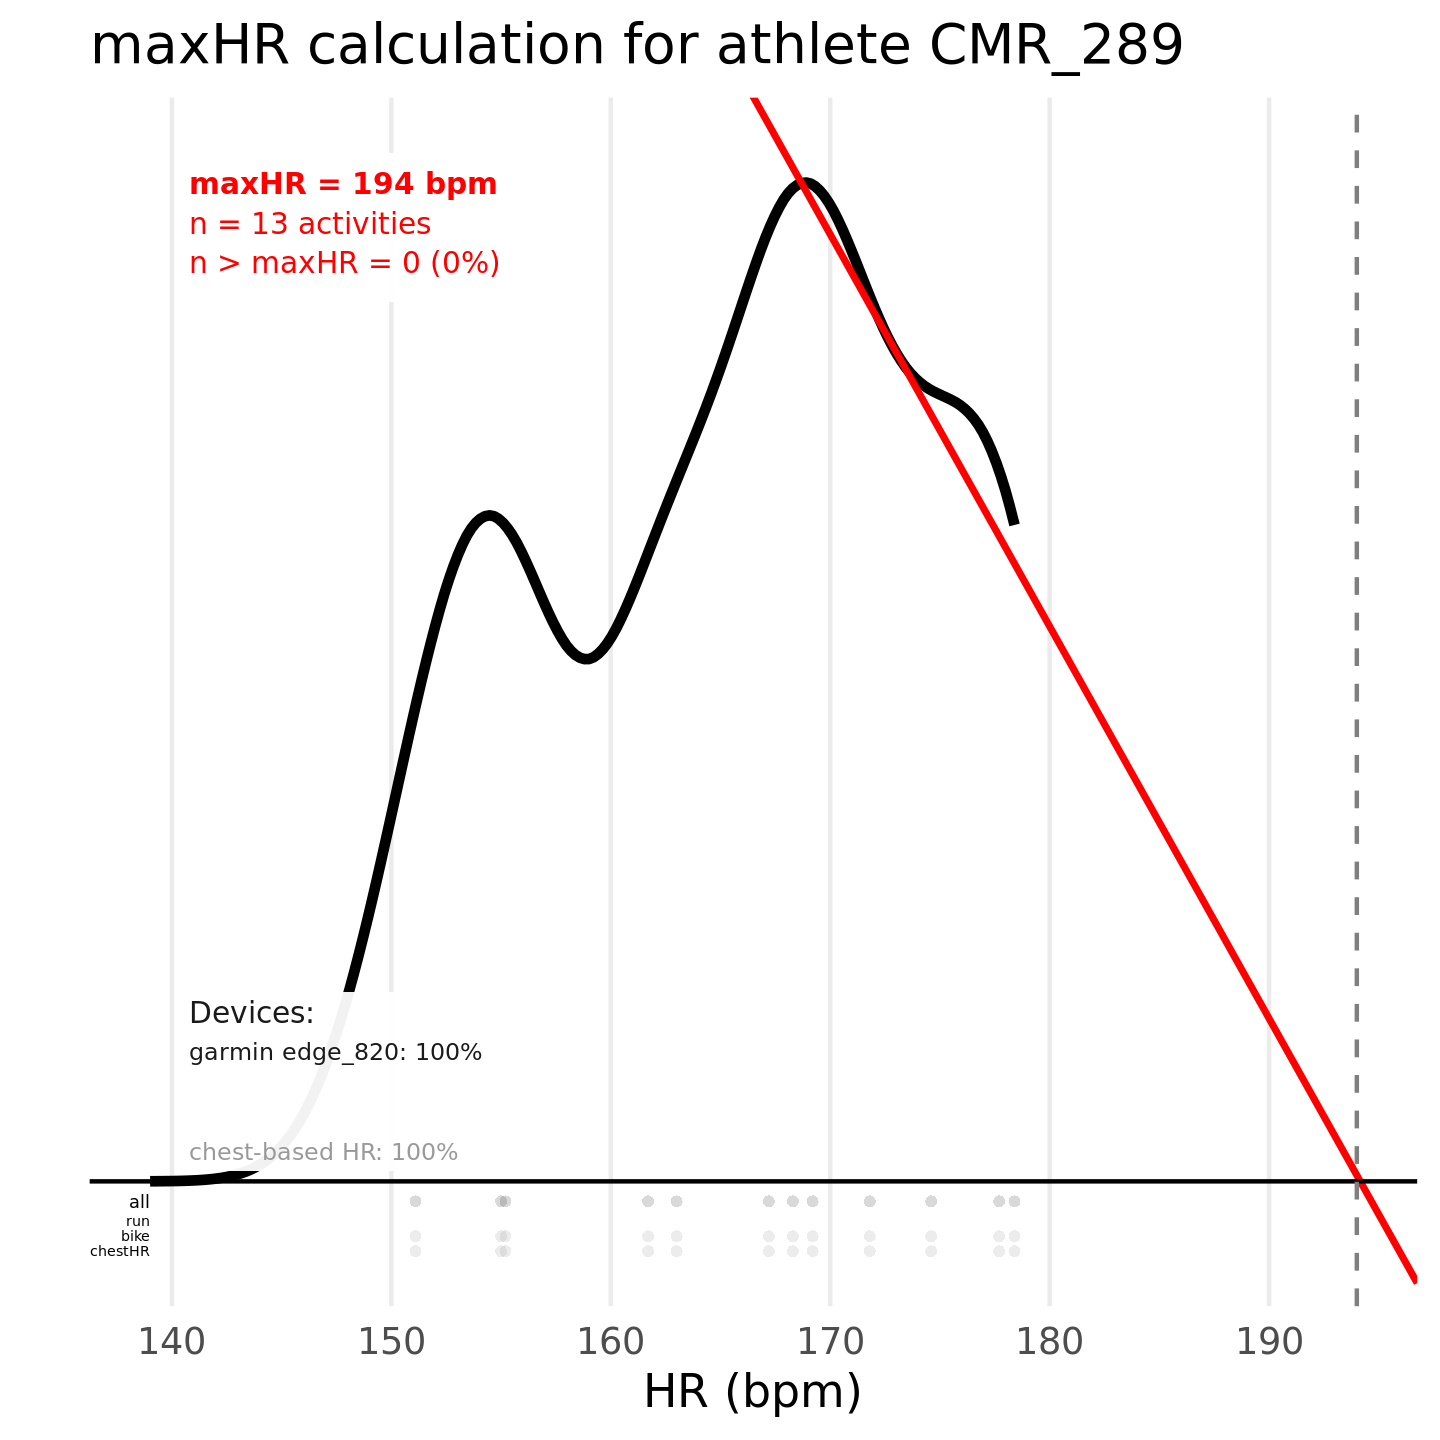 maxHR calculation for athlete CMR_289
maxHR = 194 bpm
n = 13 activities
n > maxHR = 0 (0%)
Devices:
garmin edge_820: 100%
chest-based HR: 100%
all
run
bike
chestHR
140 150 160 170 180 190
HR (bpm)